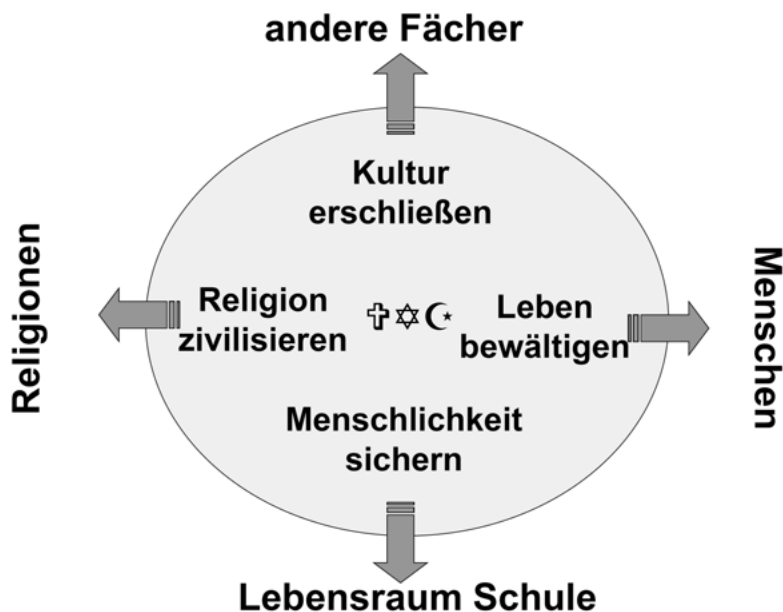 andere Fächer
Kultur
erschließen
Religionen
Religion
zivilisieren
✞✡☪
Leben
bewältigen
Menschen
Menschlichkeit
sichern
Lebensraum Schule